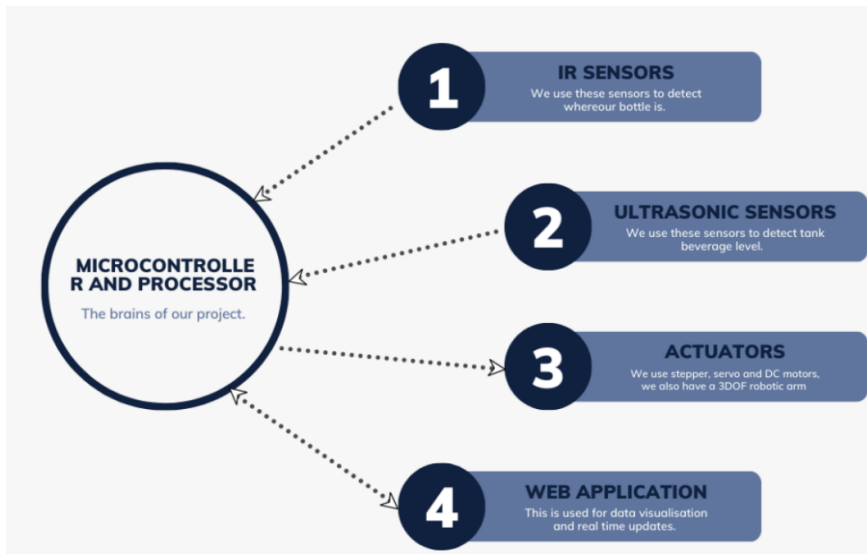 1
IR SENSORS
We use these sensors to detect
whereour bottle is.
2
ULTRASONIC SENSORS
We use these sensors to detect tank
beverage level.
MICROCONTROLLE
R AND PROCESSOR
The brains of our project.
3
ACTUATORS
We use stepper, servo and DC motors,
we also have a 3DOF robotic arm
4
WEB APPLICATION
This is used for data visualisation
and real time updates.